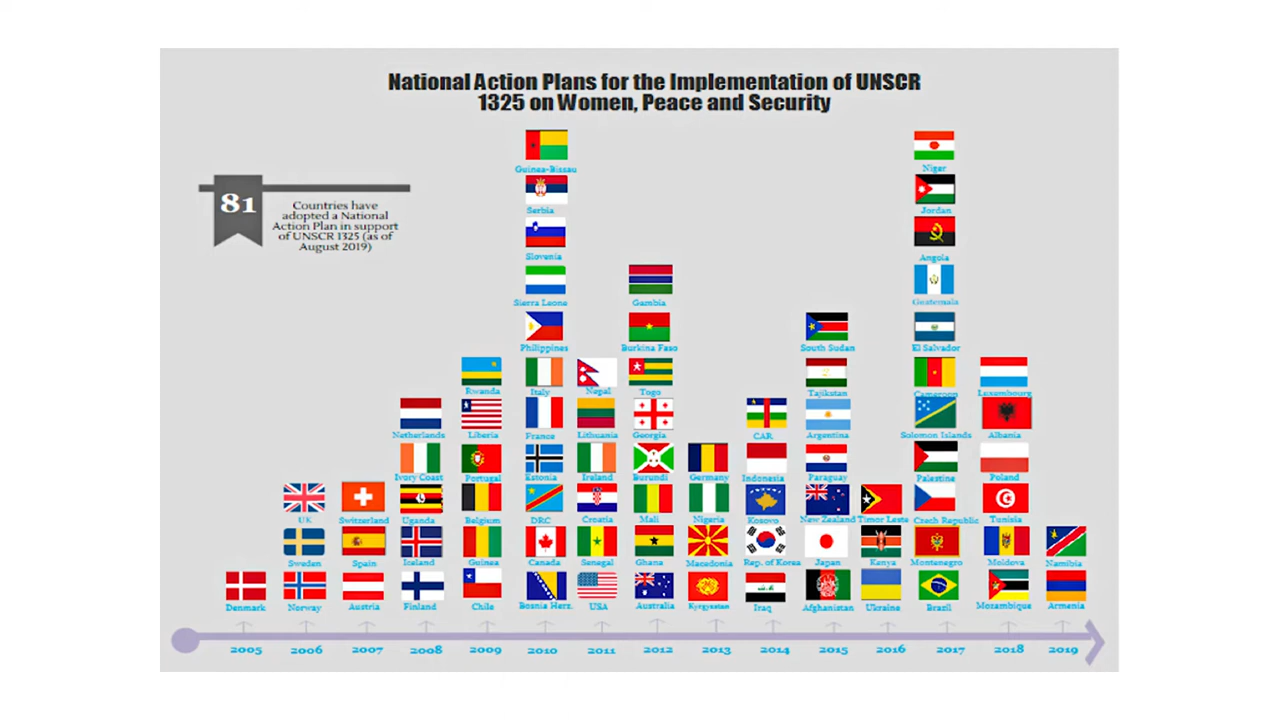 National Action Plans for the Implementation of UNSCR
1325 on Women, Peace and Security
81
Countries have
adopted a National
Action Plan in support
of UNSCR 1325 (as of
August 2019)
Guinea-Bissau
Niger
Serbia
Jordan
Slovenia
Angola
Sierra Leone
Gambia
Guatemala
Philippines
Burkina Faso
South Sudan
El Salvador
Rwanda
Italy
Nepal
Togo
Tajikatan
Cameroon
Luxembourg
Netherlands
Liberia
France
Lithuania
Georgia
CAR
Argentina
Solomon Islands
Albania
Ivory Coast
Portugal
Estonia
Ireland
Burundi
Germany
Indonesia
Paraguay
Palestine
Poland
UK
Switzerland
Uganda
Belgium
DRC
Croatia
Mali
Nigeria
Kosovo
New Zealand
Timor Leste
Czech Republic
Tunisia
Sweden
Spain
Iceland
Guinea
Canada
Senegal
Ghana
Macedonia
Rep. of Korea
Japan
Kenya
Montenegro
Moldova
Namibia
Denmark
Norway
Austria
Finland
Chile
Bosnia Herz.
USA
Australia
Kyrgyzstan
Iraq
Afghanistan
Ukraine
Brazil
Mozambique
Armenia
2005 2006 2007 2008 2009 2010 2011 2012 2013 2014 2015 2016 2017 2018 2019